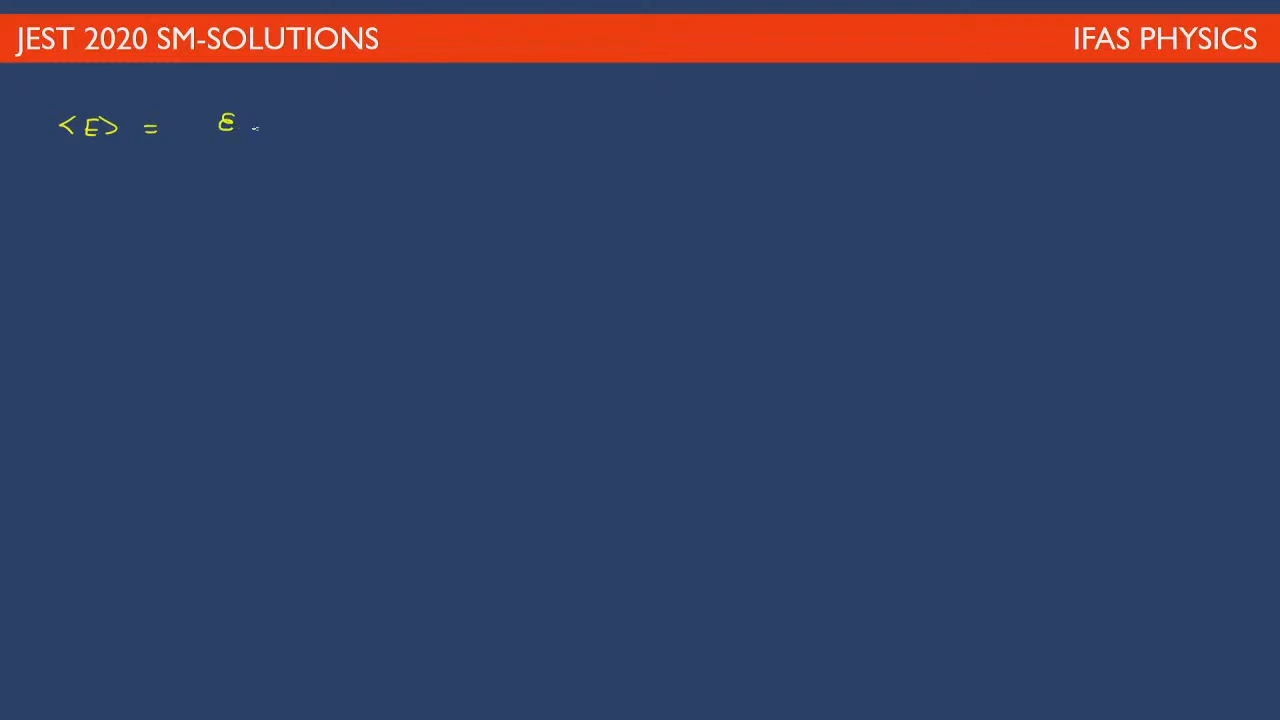 JEST 2020 SM-SOLUTIONS
IFAS PHYSICS
<E> = ε